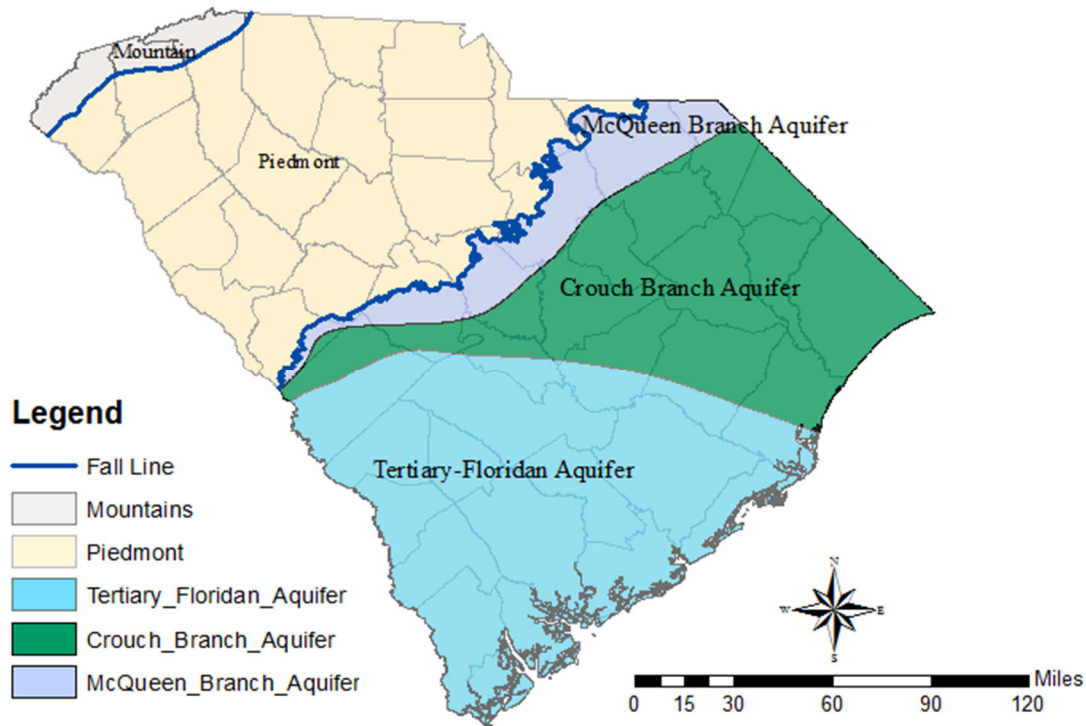 Mountain
McQueen Branch Aquifer
Piedmont
Crouch Branch Aquifer
Tertiary-Floridan Aquifer
Legend
Fall Line
Mountains
Piedmont
Tertiary_Floridan_Aquifer
Crouch_Branch_Aquifer
McQueen_Branch_Aquifer
N
W E
S
Miles
0 15 30 60 90 120